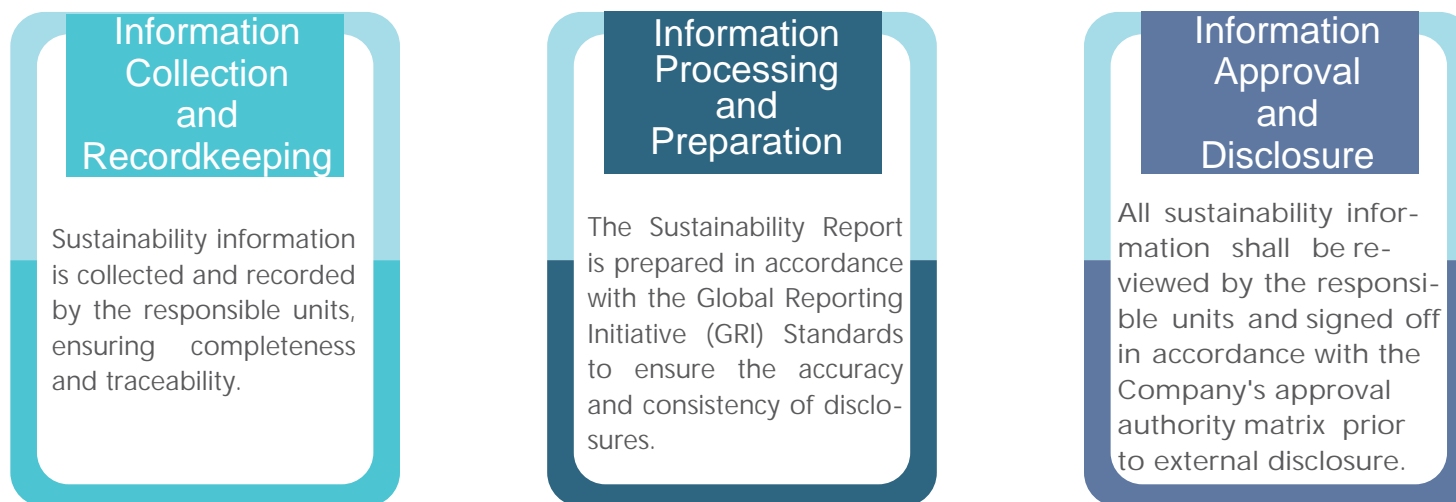 Information
Collection
and
Recordkeeping
Sustainability information
is collected and recorded
by the responsible units,
ensuring completeness
and traceability.
Information
Processing
and
Preparation
The Sustainability Report
is prepared in accordance
with the Global Reporting
Initiative (GRI) Standards
to ensure the accuracy
and consistency of disclo-
sures.
Information
Approval
and
Disclosure
All sustainability infor-
mation shall be re-
viewed by the responsi-
ble units and signed off
in accordance with the
Company's approval
authority matrix prior
to external disclosure.